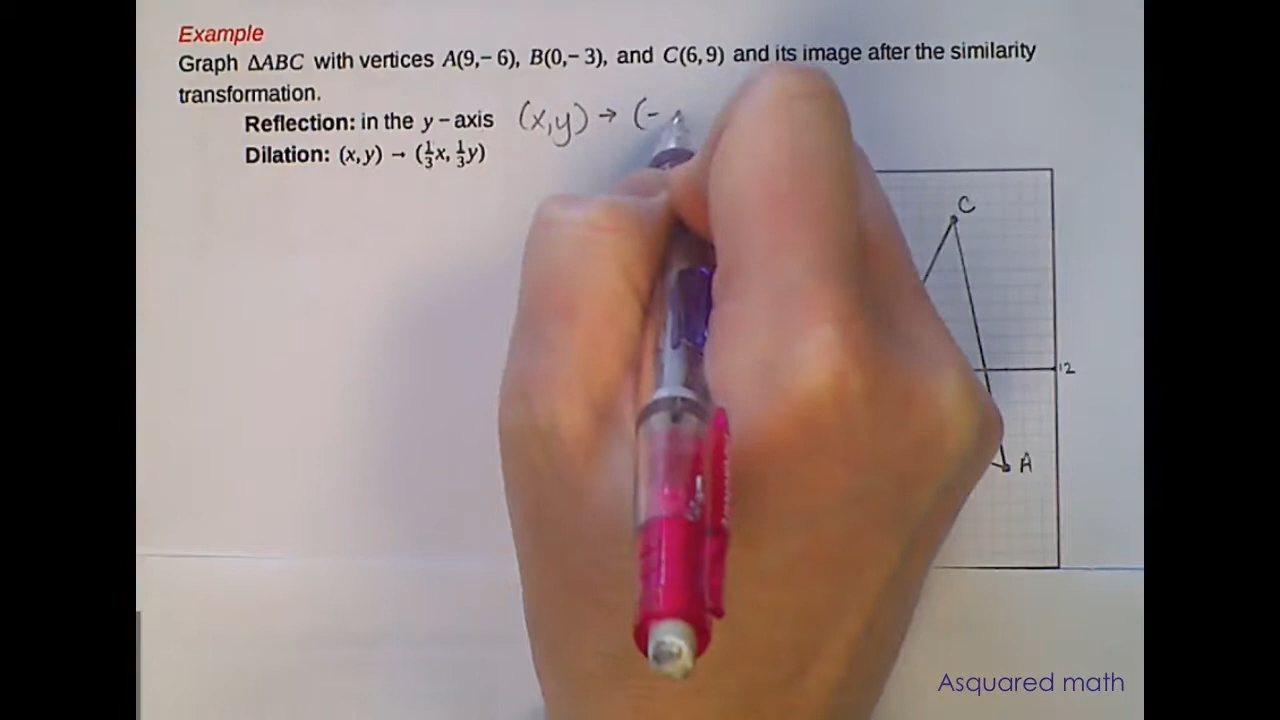 Example
Graph ΔABC with vertices A(9,− 6), B(0,− 3), and C(6,9) and its image after the similarity
transformation.
Reflection: in the y − axis (x,y) → (-
Dilation: (x, y) → (1/3x, 1/3y)
C
12
A
Asquared math